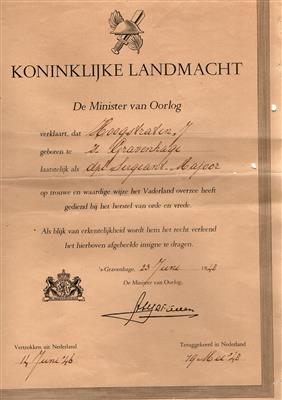 KONINKLIJKE LANDMACHT
De Minister van Oorlog
verklaart, dat Hoogstraten, J
geboren te 's Gravenhage
laatstelijk als dpl. Sergeant-Majoor
op trouwe en waardige wijze het Vaderland overzee heeft
gediend bij het herstel van orde en vrede.
Als blijk van erkentelijkheid wordt hem het recht verleend
het hierboven afgebeelde insigne te dragen.
's-Gravenhage, 23 Juni 1948
De Minister van Oorlog,
Vertrokken uit Nederland
14 Juni '46
Teruggekeerd in Nederland
19 Mei '48